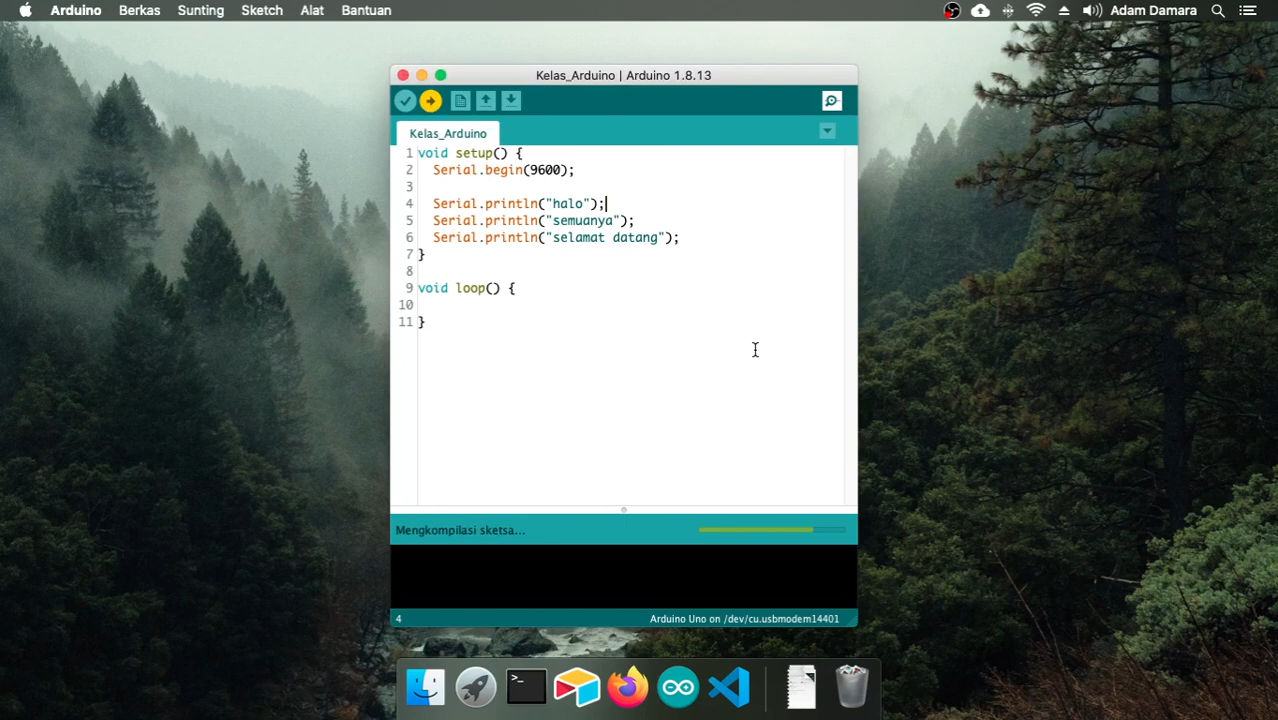 Arduino Berkas Sunting Sketch Alat Bantuan Adam Damara
Kelas_Arduino | Arduino 1.8.13
Kelas_Arduino
1 void setup() {
2 Serial.begin(9600);
3
4 Serial.println("halo");
5 Serial.println("semuanya");
6 Serial.println("selamat datang");
7 }
8
9 void loop() {
10
11 }
Mengkompilasi sketsa...
4 Arduino Uno on /dev/cu.usbmodem14401